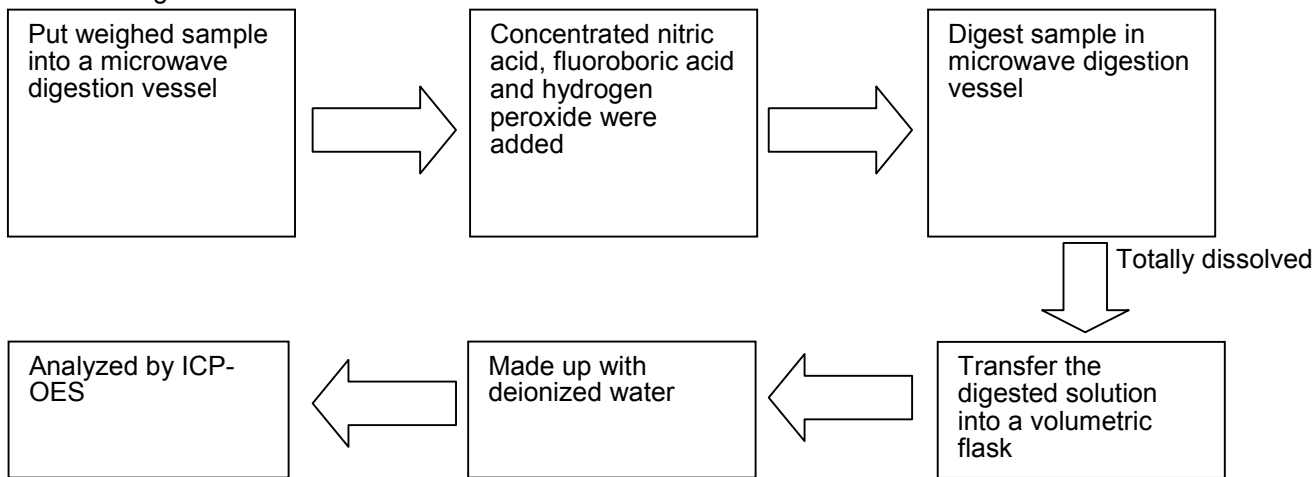 Put weighed sample
into a microwave
digestion vessel
Concentrated nitric
acid, fluoroboric acid
and hydrogen
peroxide were
added
Digest sample in
microwave digestion
vessel
Totally dissolved
Transfer the
digested solution
into a volumetric
flask
Made up with
deionized water
Analyzed by ICP-
OES